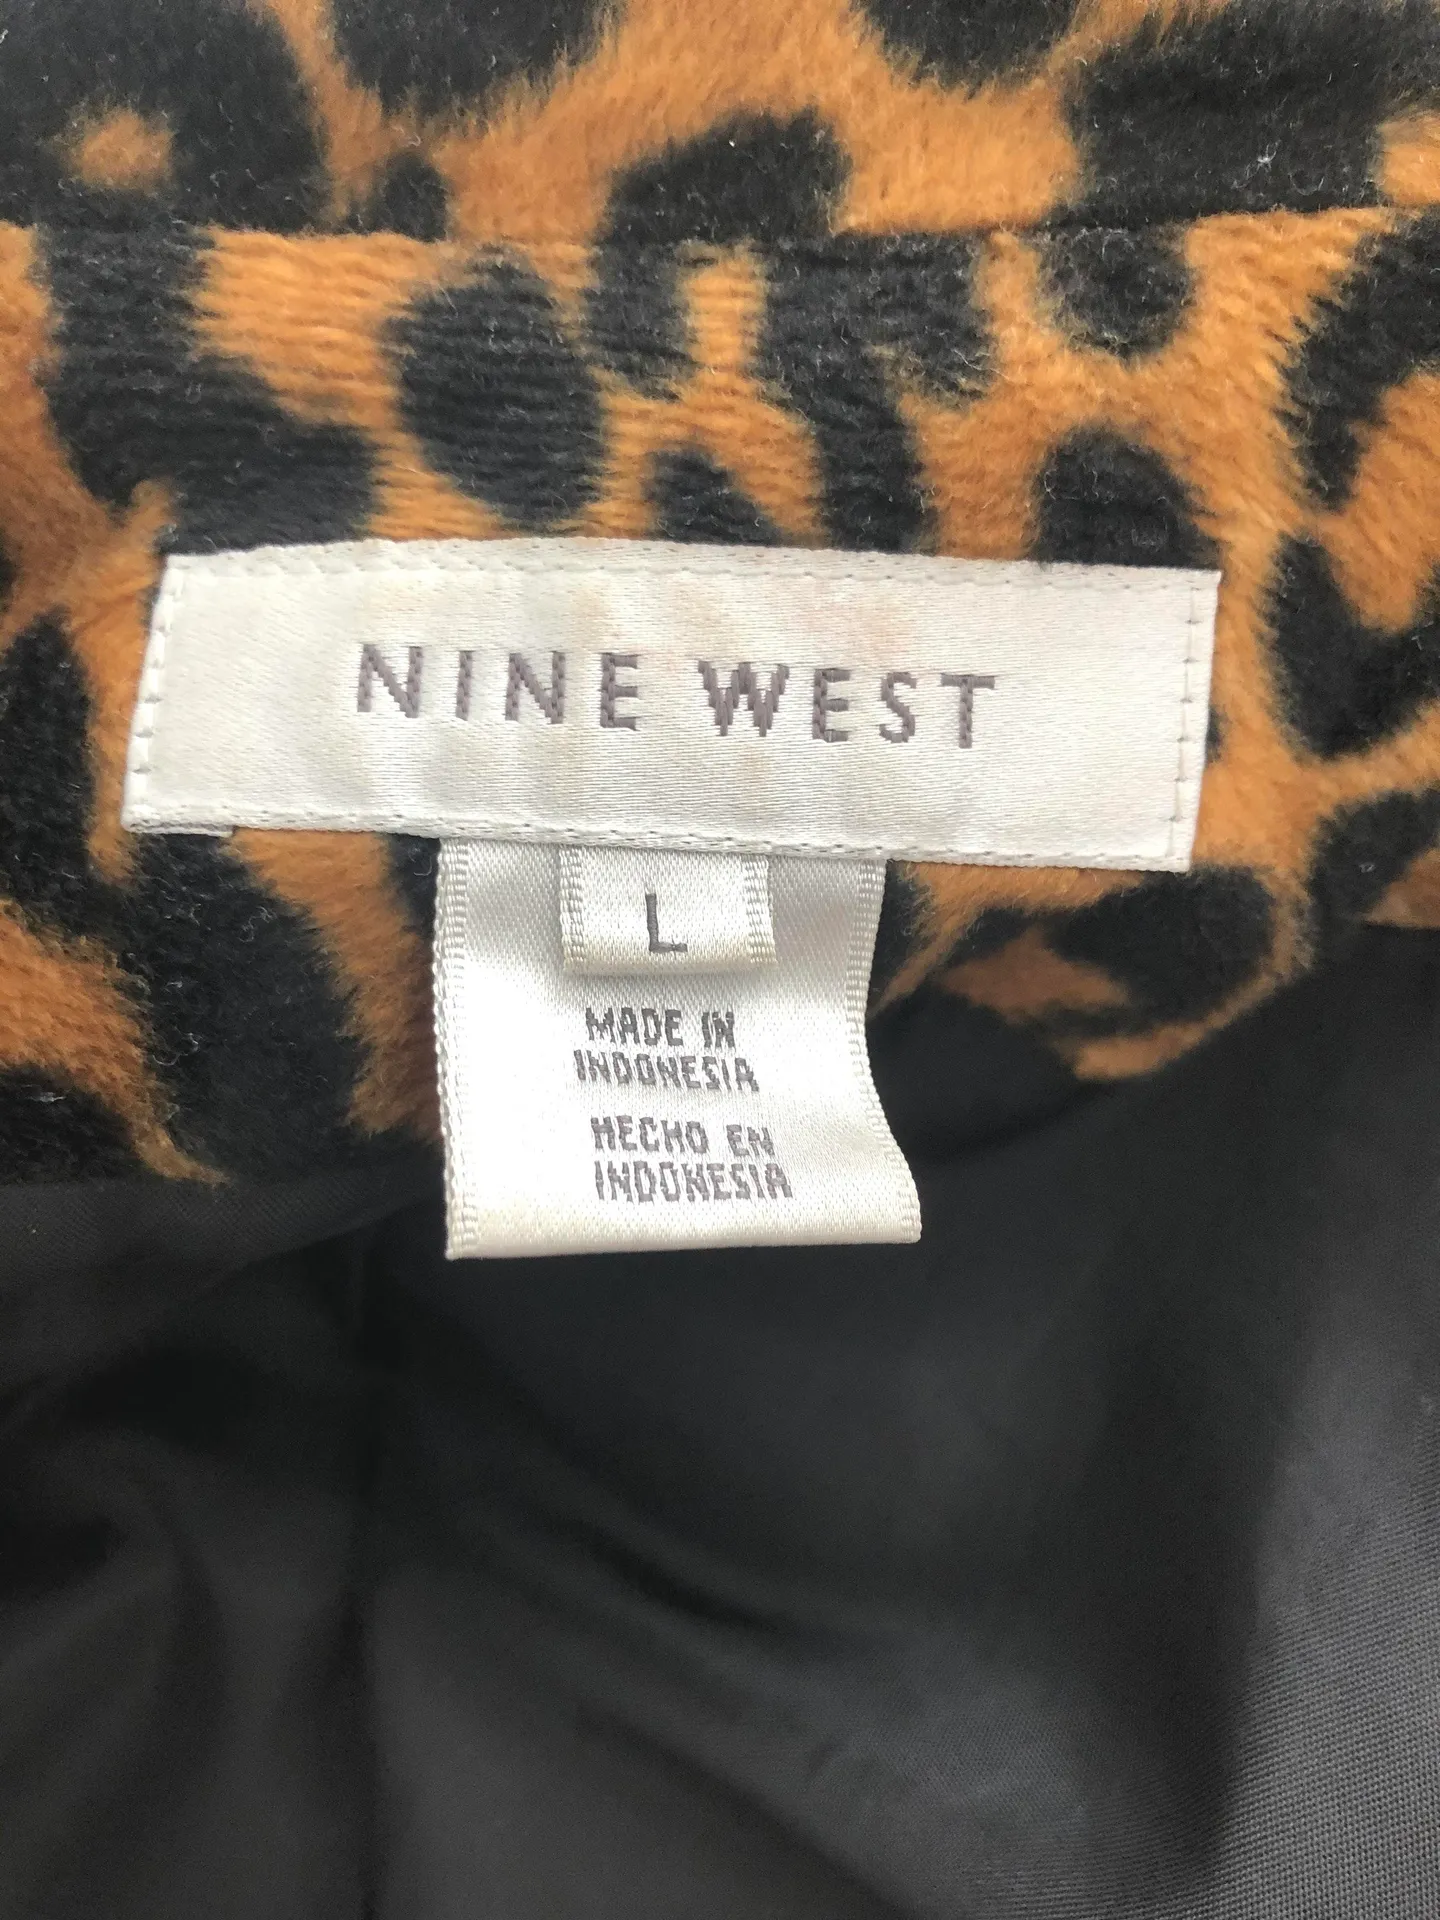 NINE WEST
L
MADE IN
INDONESIA
HECHO EN
INDONESIA